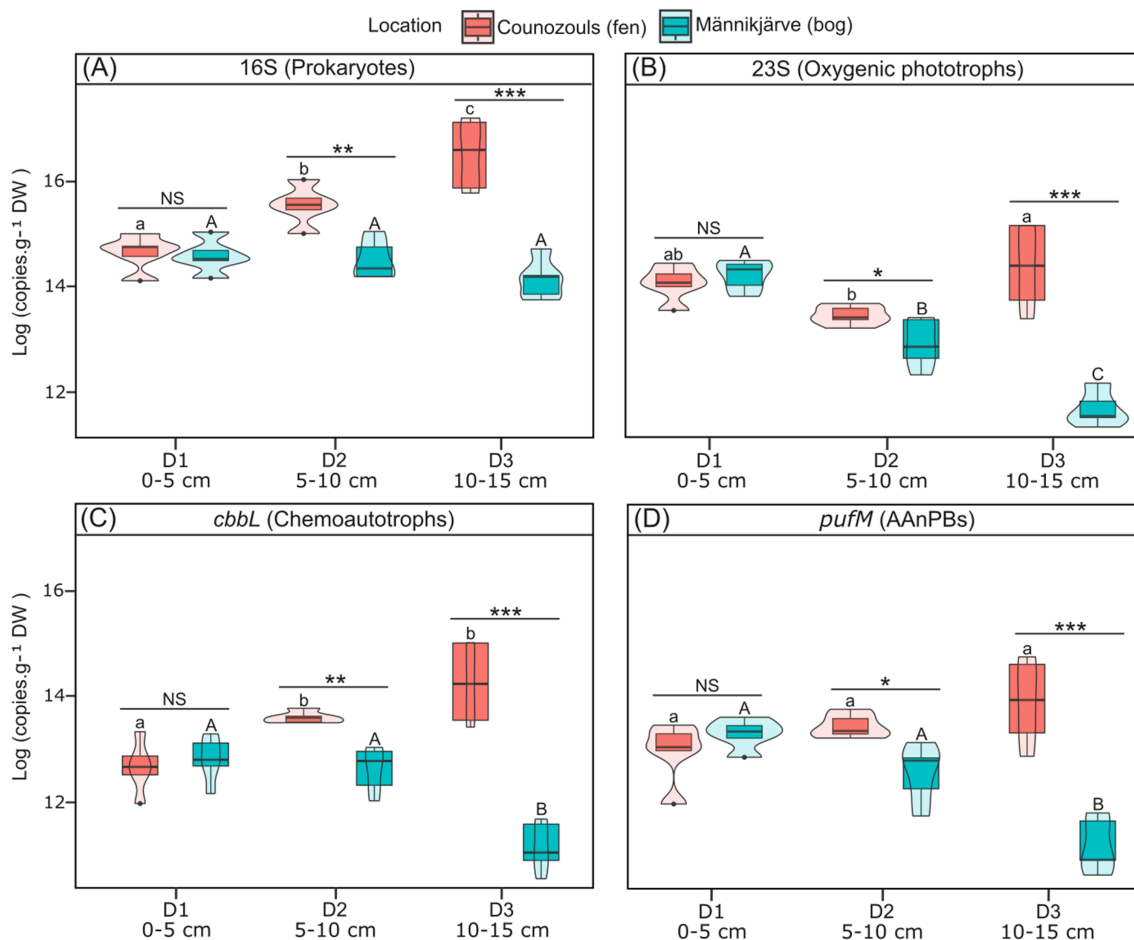 Location Counozouls (fen) Männikjärve (bog)
(A) 16S (Prokaryotes)
(B) 23S (Oxygenic phototrophs)
Log (copies.g⁻¹ DW)
16
14
12
NS
a
A
**
b
A
***
c
A
NS
ab
A
*
b
B
***
a
C
D1
0-5 cm
D2
5-10 cm
D3
10-15 cm
D1
0-5 cm
D2
5-10 cm
D3
10-15 cm
(C) cbbL (Chemoautotrophs)
(D) pufM (AAnPBs)
Log (copies.g⁻¹ DW)
16
14
12
NS
a
A
**
b
A
***
b
B
NS
a
A
*
a
A
***
a
B
D1
0-5 cm
D2
5-10 cm
D3
10-15 cm
D1
0-5 cm
D2
5-10 cm
D3
10-15 cm